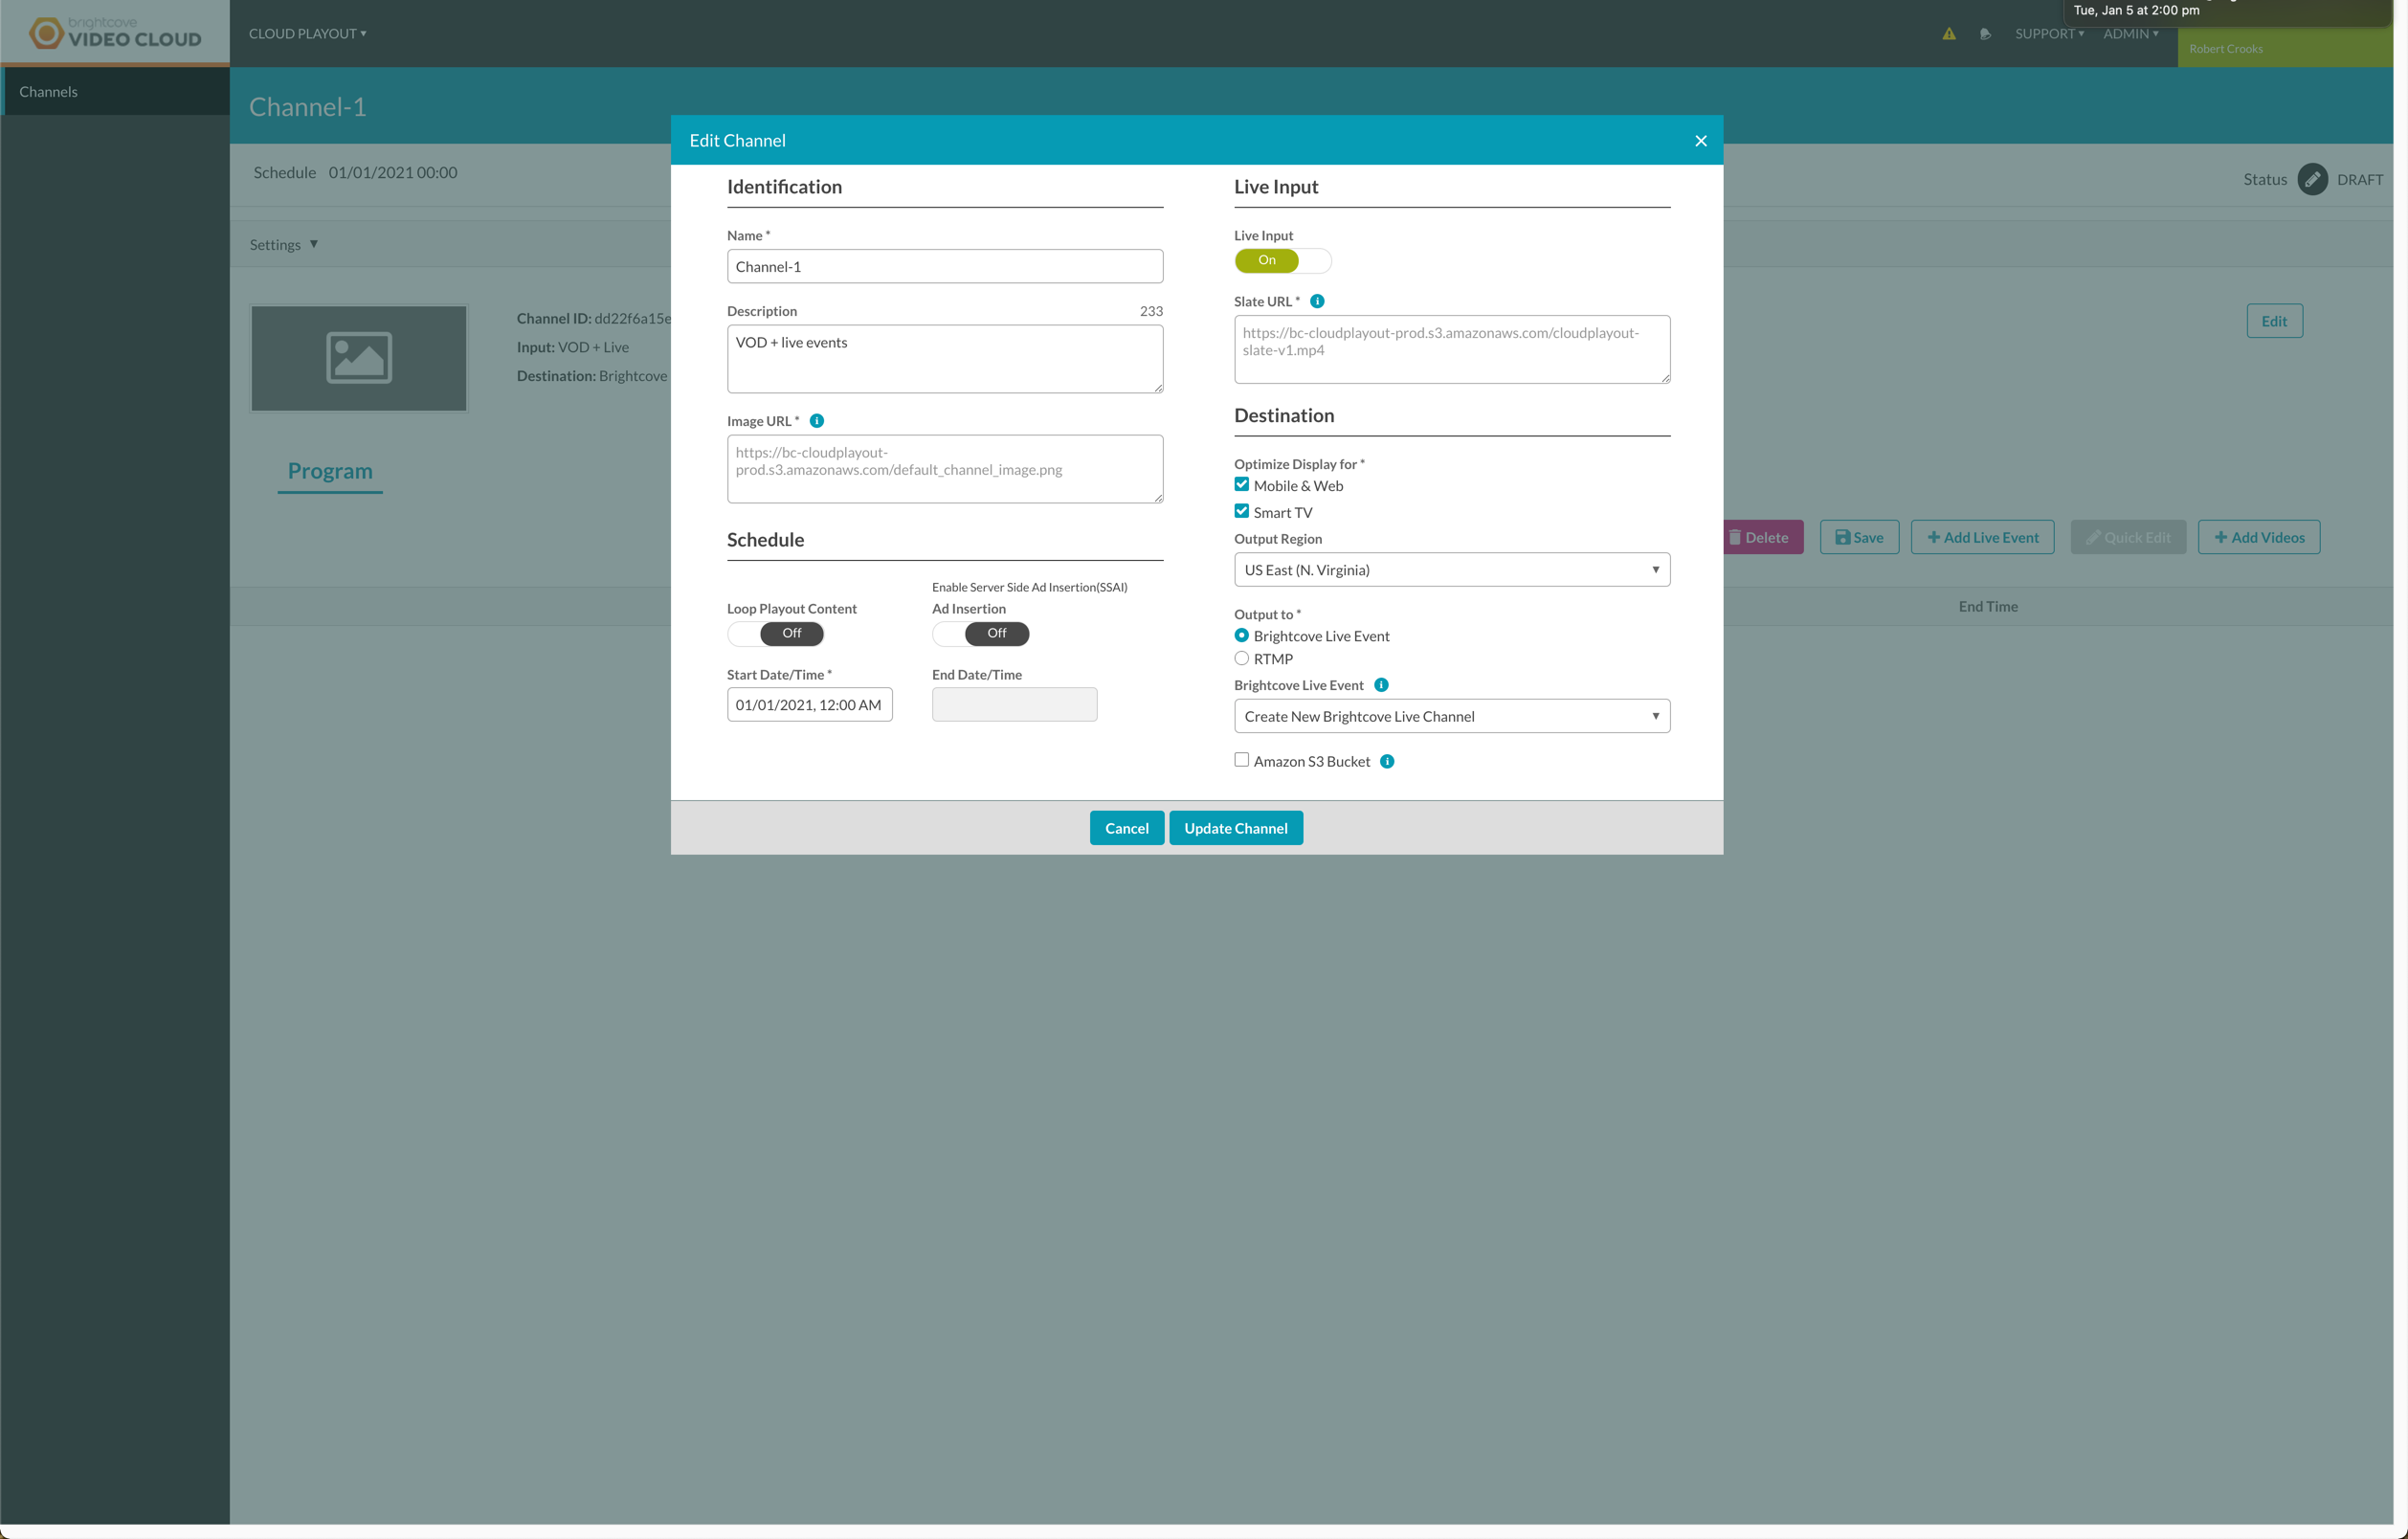 brightcove
VIDEO CLOUD
CLOUD PLAYOUT
Tue, Jan 5 at 2:00 pm
SUPPORT
ADMIN
Robert Crooks
Channels
Channel-1
Schedule 01/01/2021 00:00
Status DRAFT
Settings
Channel ID: dd22f6a15e
Input: VOD + Live
Destination: Brightcove
Edit
Program
Delete
Save
+ Add Live Event
Quick Edit
+ Add Videos
End Time
Edit Channel
Identification
Name *
Channel-1
Description 233
VOD + live events
Image URL *
https://bc-cloudplayout-
prod.s3.amazonaws.com/default_channel_image.png
Schedule
Enable Server Side Ad Insertion(SSAI)
Loop Playout Content Ad Insertion
Off Off
Start Date/Time * End Date/Time
01/01/2021, 12:00 AM
Live Input
Live Input
On
Slate URL *
https://bc-cloudplayout-prod.s3.amazonaws.com/cloudplayout-
slate-v1.mp4
Destination
Optimize Display for *
Mobile & Web
Smart TV
Output Region
US East (N. Virginia)
Output to *
Brightcove Live Event
RTMP
Brightcove Live Event
Create New Brightcove Live Channel
Amazon S3 Bucket
Cancel Update Channel